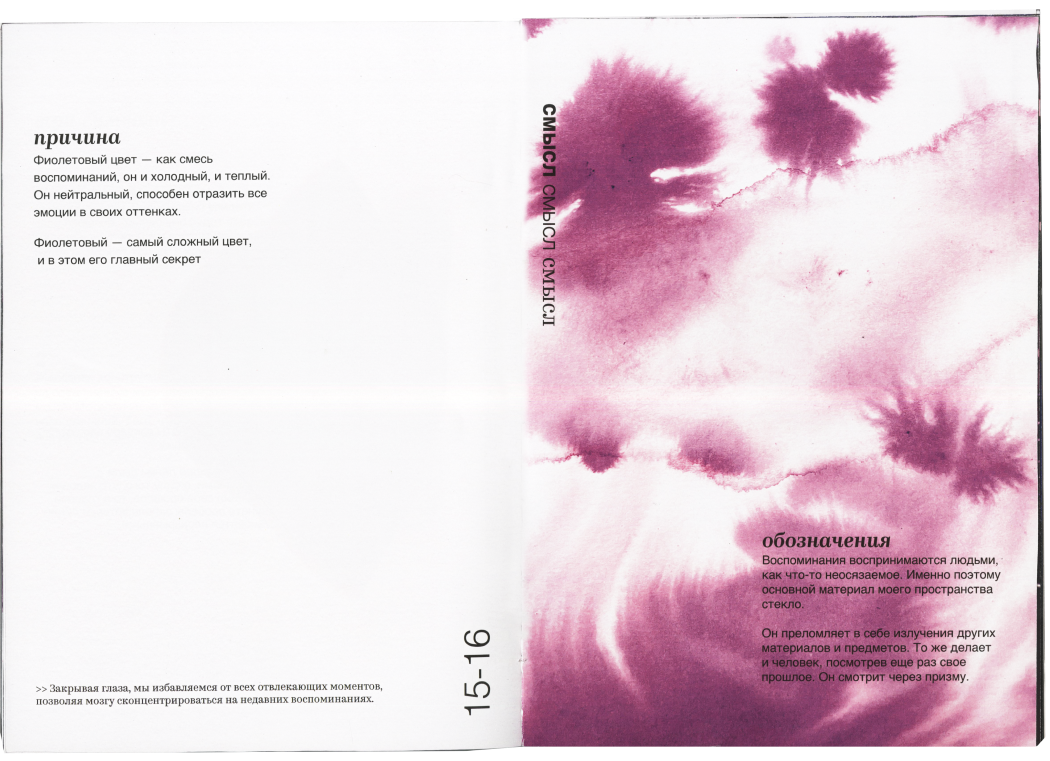 причина
Фиолетовый цвет — как смесь
воспоминаний, он и холодный, и теплый.
Он нейтральный, способен отразить все
эмоции в своих оттенках.
Фиолетовый — самый сложный цвет,
и в этом его главный секрет
>> Закрывая глаза, мы избавляемся от всех отвлекающих моментов,
позволяя мозгу сконцентрироваться на недавних воспоминаниях.
15-16
смысл смысл смысл
обозначения
Воспоминания воспринимаются людьми,
как что-то неосязаемое. Именно поэтому
основной материал моего пространства
стекло.
Он преломляет в себе излучения других
материалов и предметов. То же делает
и человек, посмотрев еще раз свое
прошлое. Он смотрит через призму.